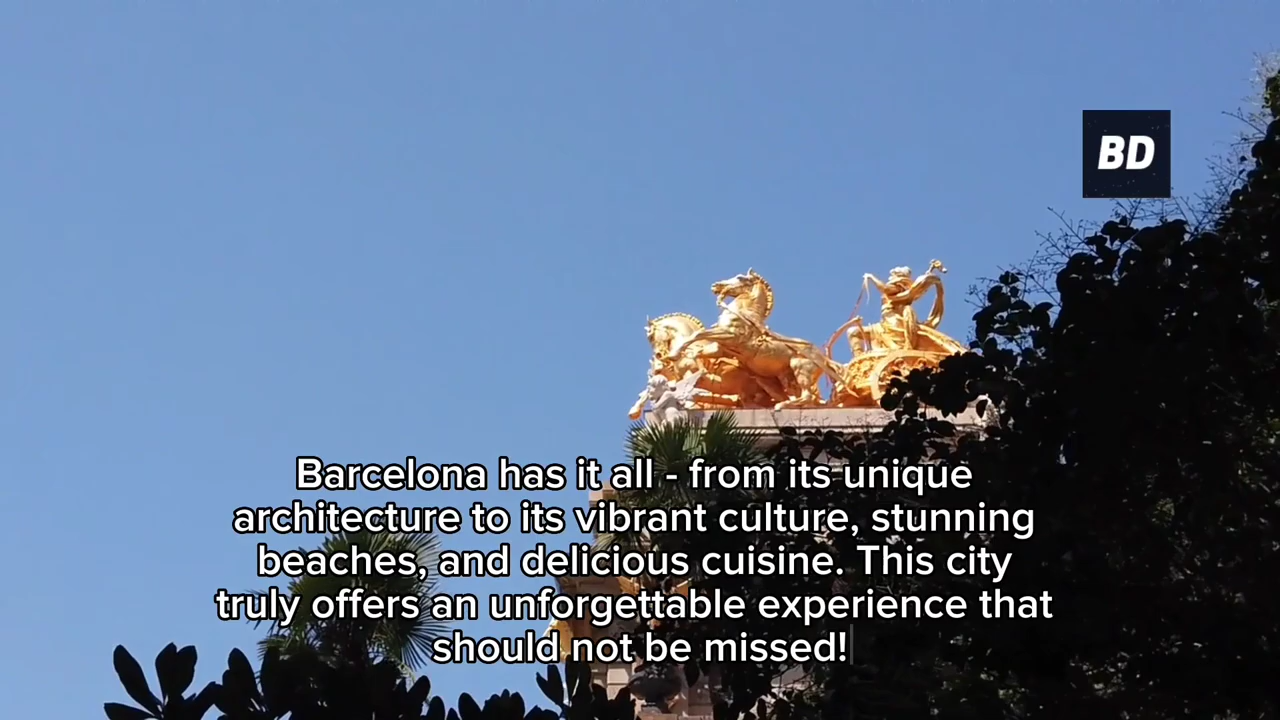 BD
Barcelona has it all - from its unique
architecture to its vibrant culture, stunning
beaches, and delicious cuisine. This city
truly offers an unforgettable experience that
should not be missed!